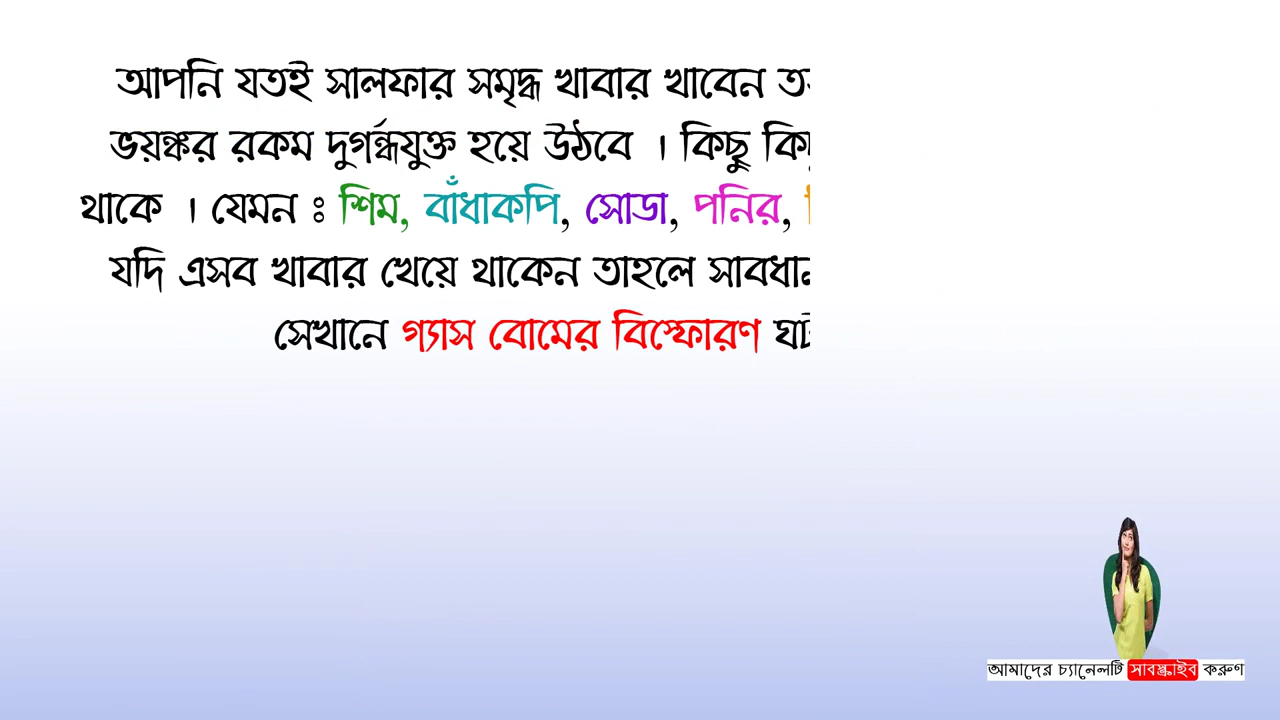 আপনি যতই সালফার সমৃদ্ধ খাবার খাবেন
ভয়ঙ্কর রকম দুর্গন্ধযুক্ত হয়ে উঠবে ।  কিছু
থাকে । যেমন ঃ শিম, বাঁধাকপি, সোডা, পনির,
যদি এসব খাবার খেয়ে থাকেন তাহলে
সেখানে গ্যাস বোমের বিস্ফোরণ
আমাদের চ্যানেলটি সাবস্ক্রাইব করুণ